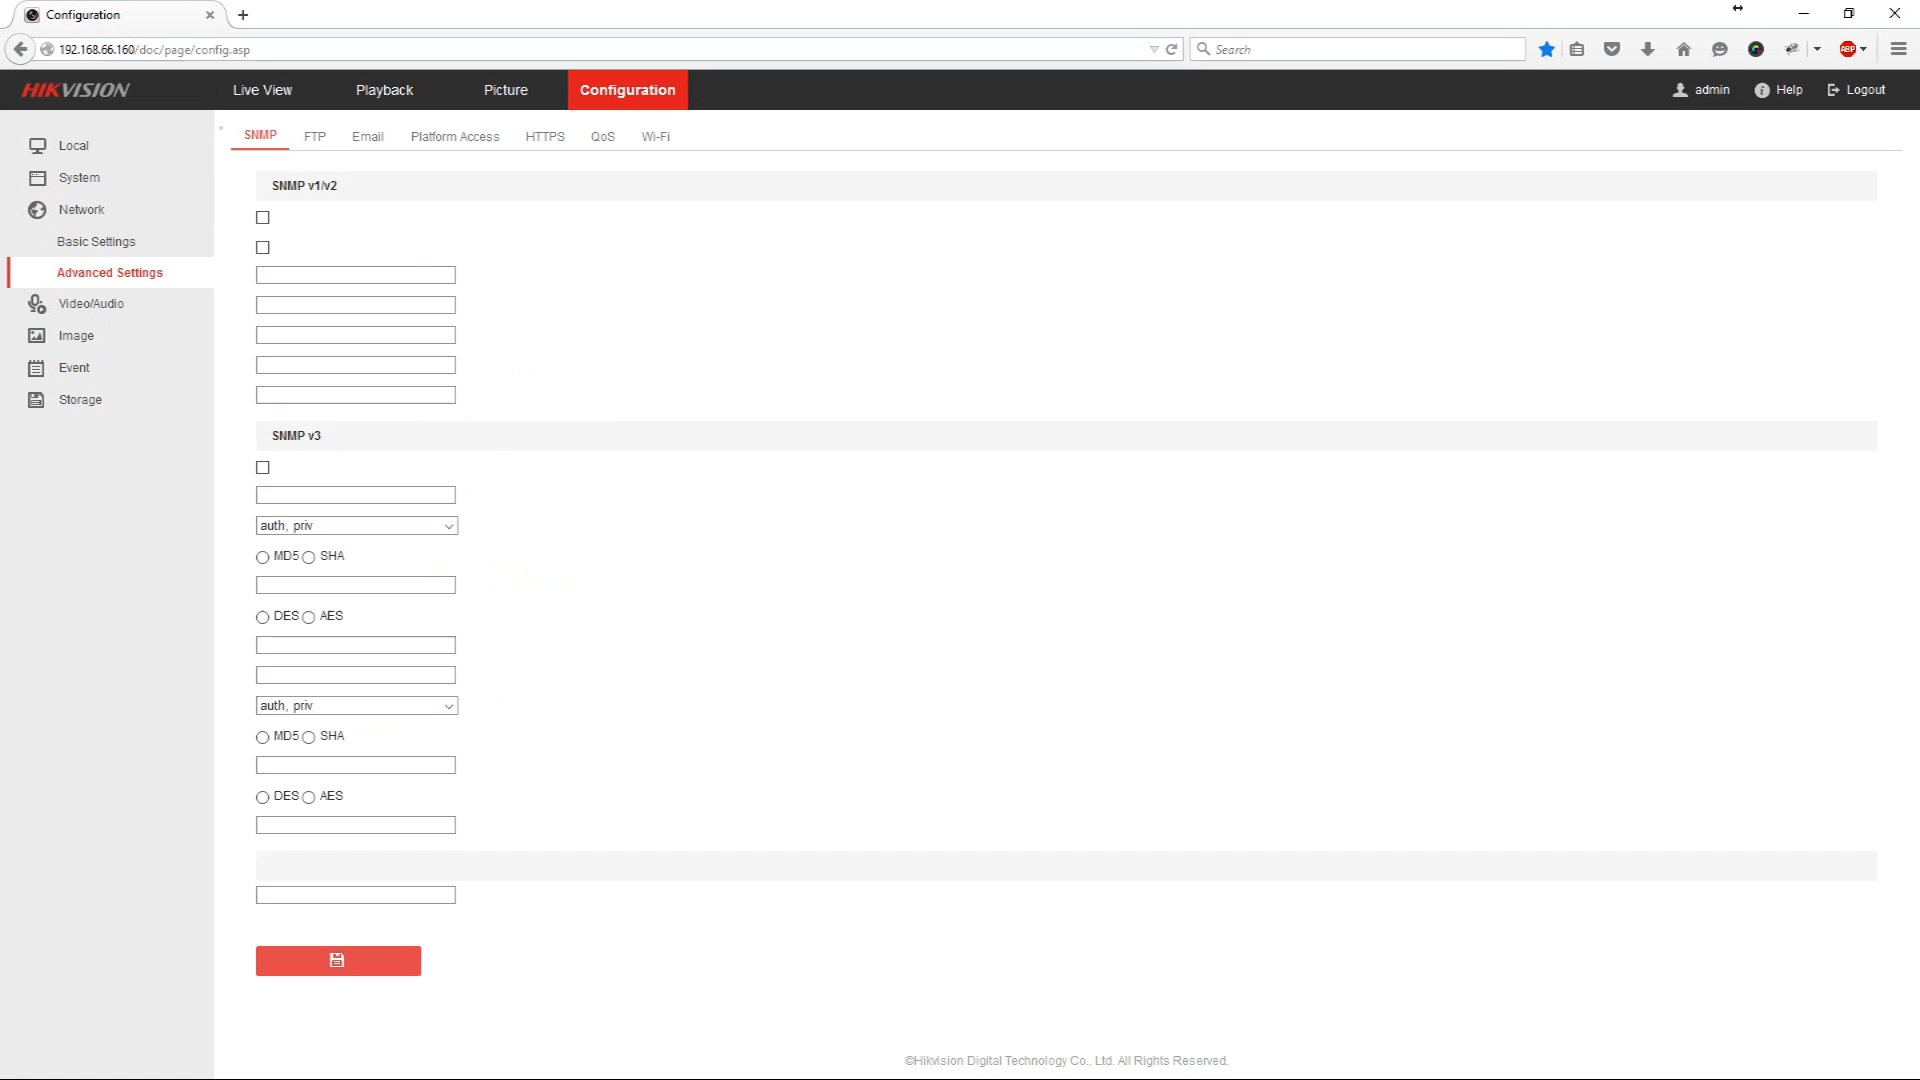 Configuration
192.168.66.160/doc/page/config.asp
Search
ABP
HIKVISION
Live View
Playback
Picture
Configuration
admin
Help
Logout
Local
System
Network
Basic Settings
Advanced Settings
Video/Audio
Image
Event
Storage
SNMP
FTP
Email
Platform Access
HTTPS
QoS
Wi-Fi
SNMP v1/v2
SNMP v3
auth, priv
MD5 SHA
DES AES
auth, priv
MD5 SHA
DES AES
©Hikvision Digital Technology Co., Ltd. All Rights Reserved.